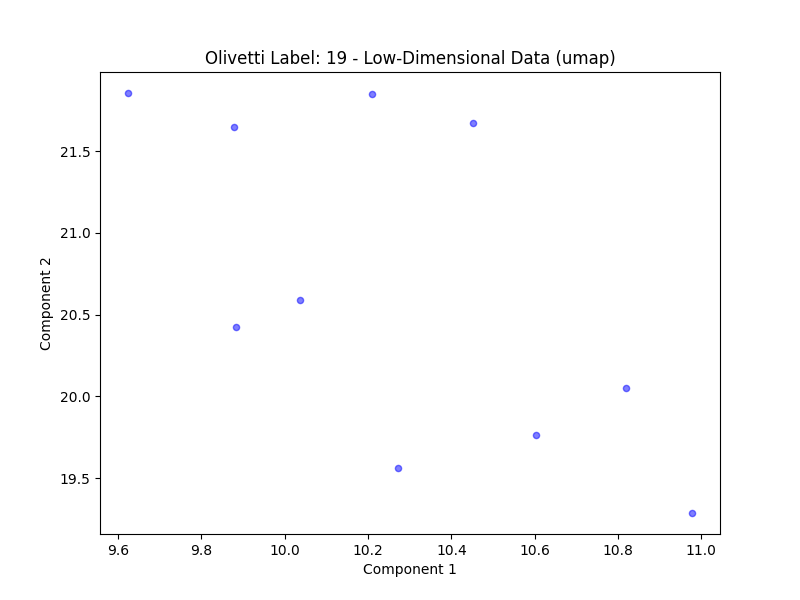 Olivetti Label: 19 - Low-Dimensional Data (umap)
Component 2
21.5
21.0
20.5
20.0
19.5
9.6 9.8 10.0 10.2 10.4 10.6 10.8 11.0
Component 1